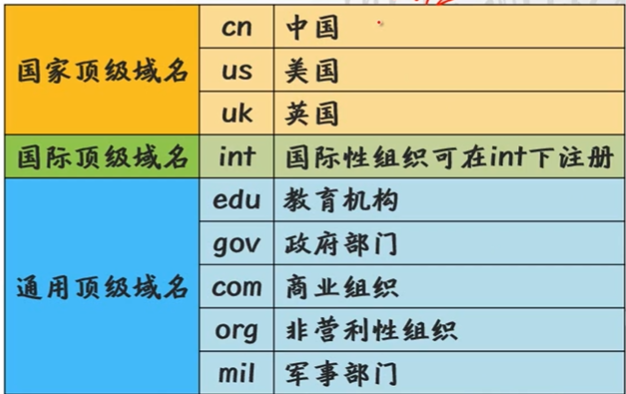 国家顶级域名
cn 中国
us 美国
uk 英国
国际顶级域名
int 国际性组织可在int下注册
通用顶级域名
edu 教育机构
gov 政府部门
com 商业组织
org 非营利性组织
mil 军事部门